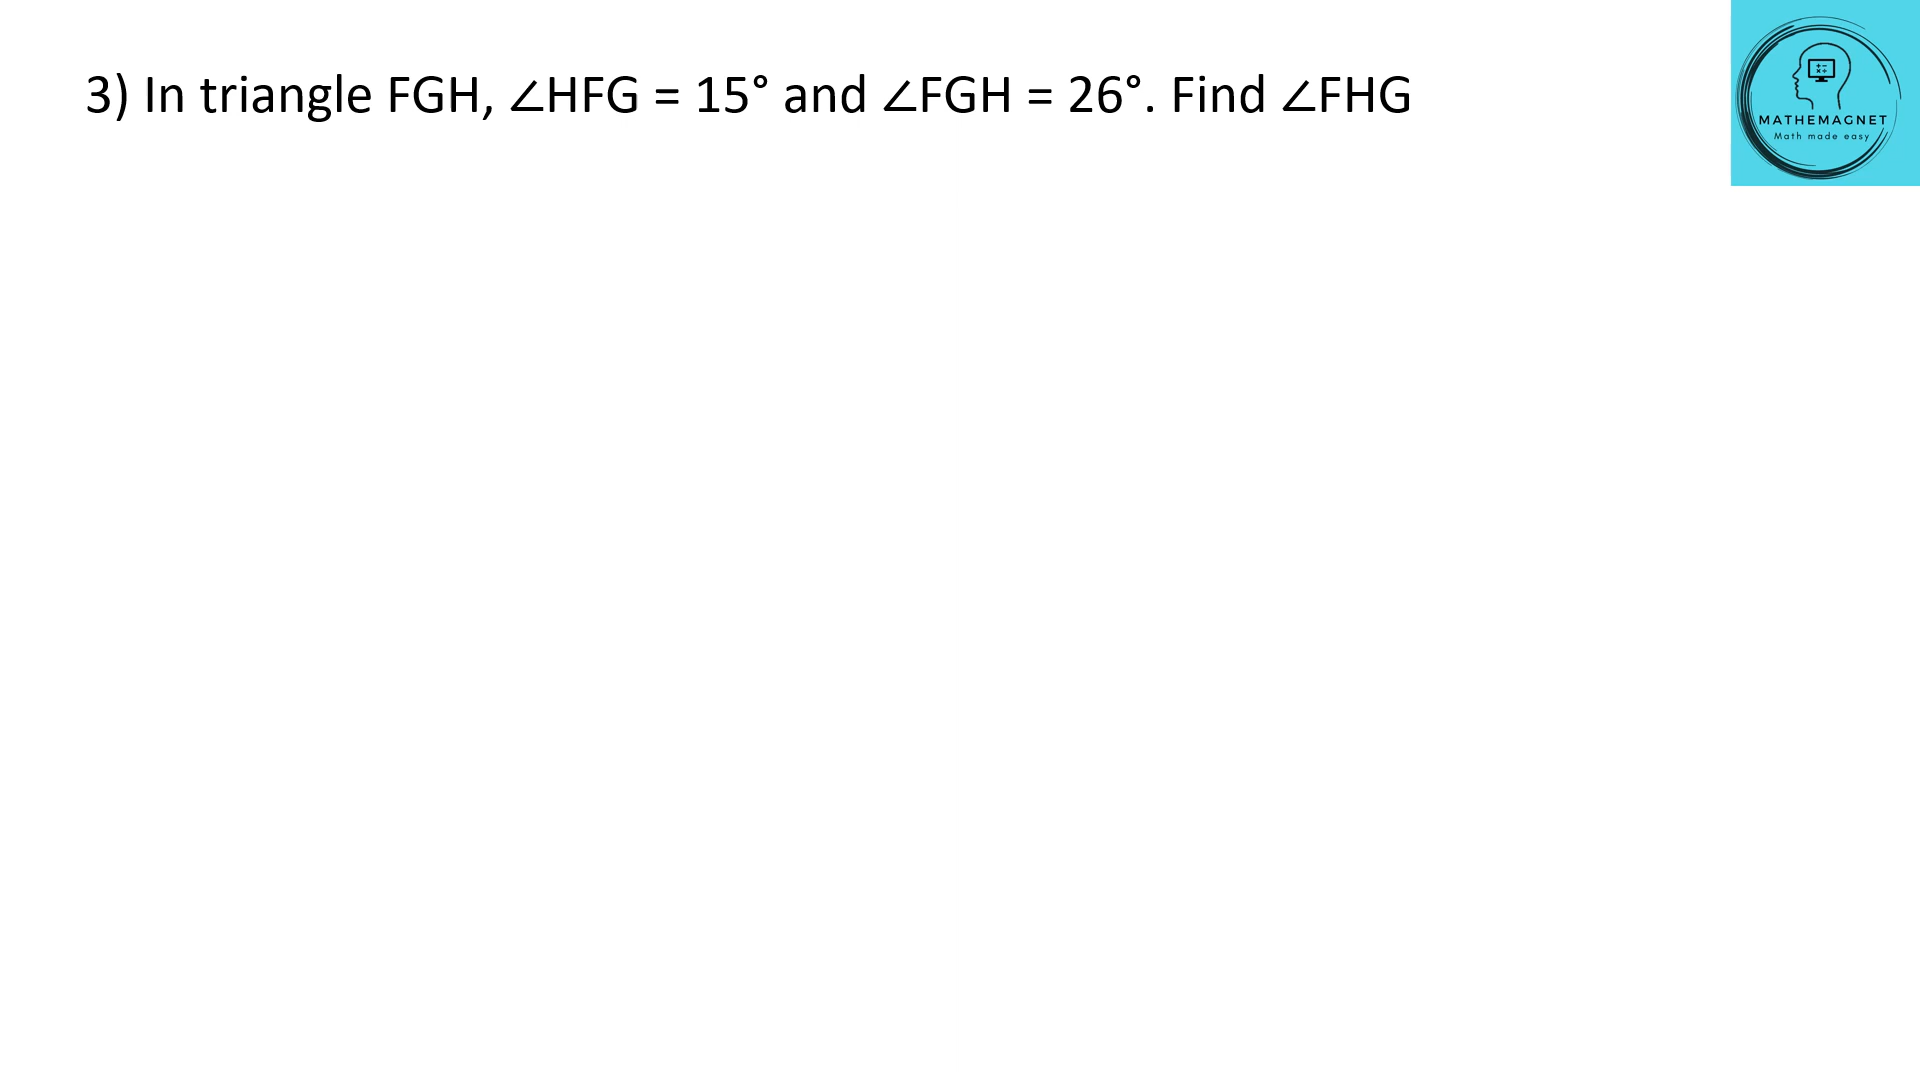 3) In triangle FGH, ∠HFG = 15° and ∠FGH = 26°. Find ∠FHG
MATHEMAGNET
Math made easy